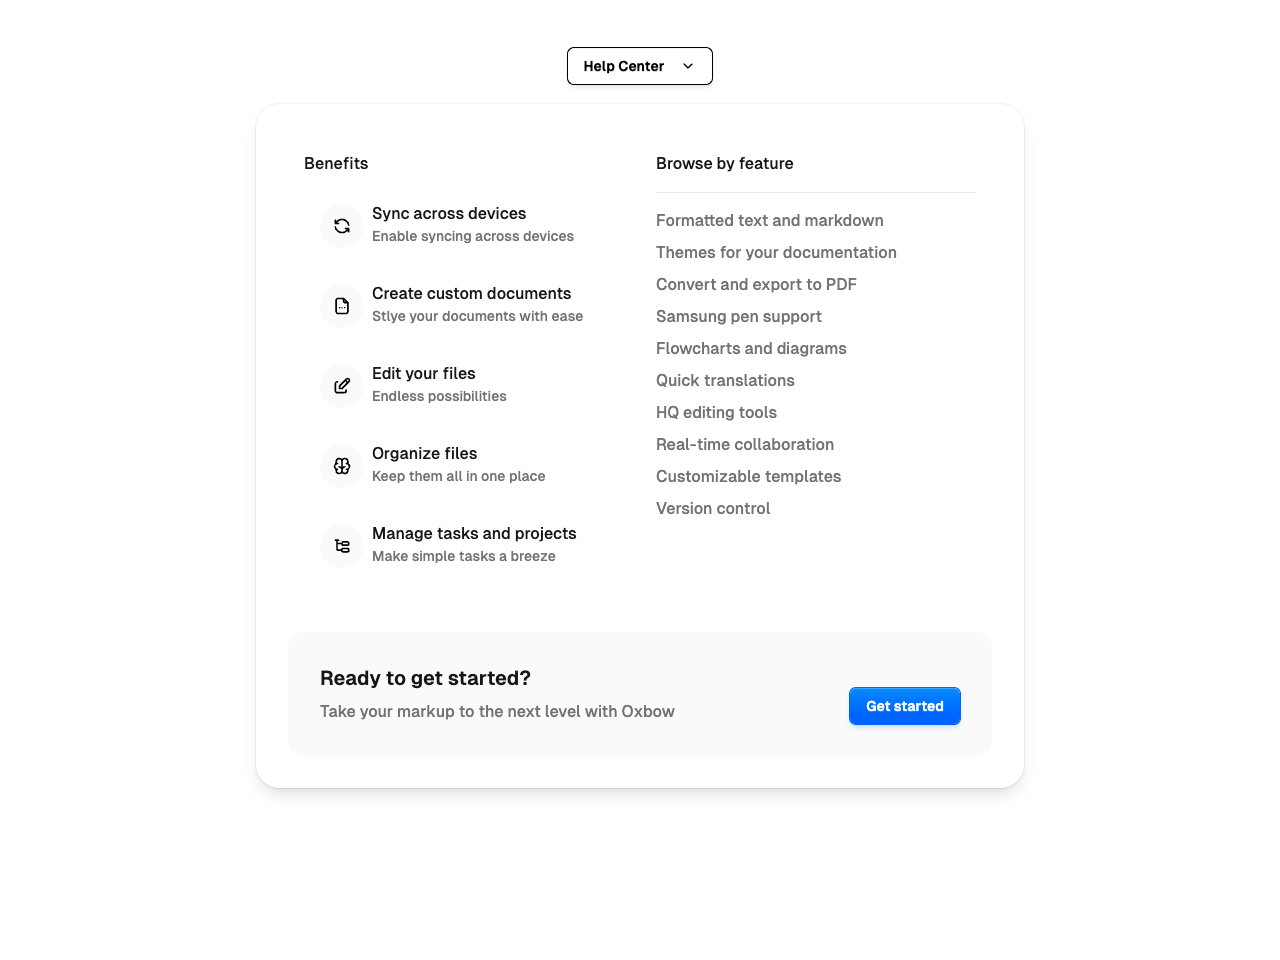 Help Center
Benefits
Sync across devices
Enable syncing across devices
Create custom documents
Stlye your documents with ease
Edit your files
Endless possibilities
Organize files
Keep them all in one place
Manage tasks and projects
Make simple tasks a breeze
Browse by feature
Formatted text and markdown
Themes for your documentation
Convert and export to PDF
Samsung pen support
Flowcharts and diagrams
Quick translations
HQ editing tools
Real-time collaboration
Customizable templates
Version control
Ready to get started?
Take your markup to the next level with Oxbow
Get started